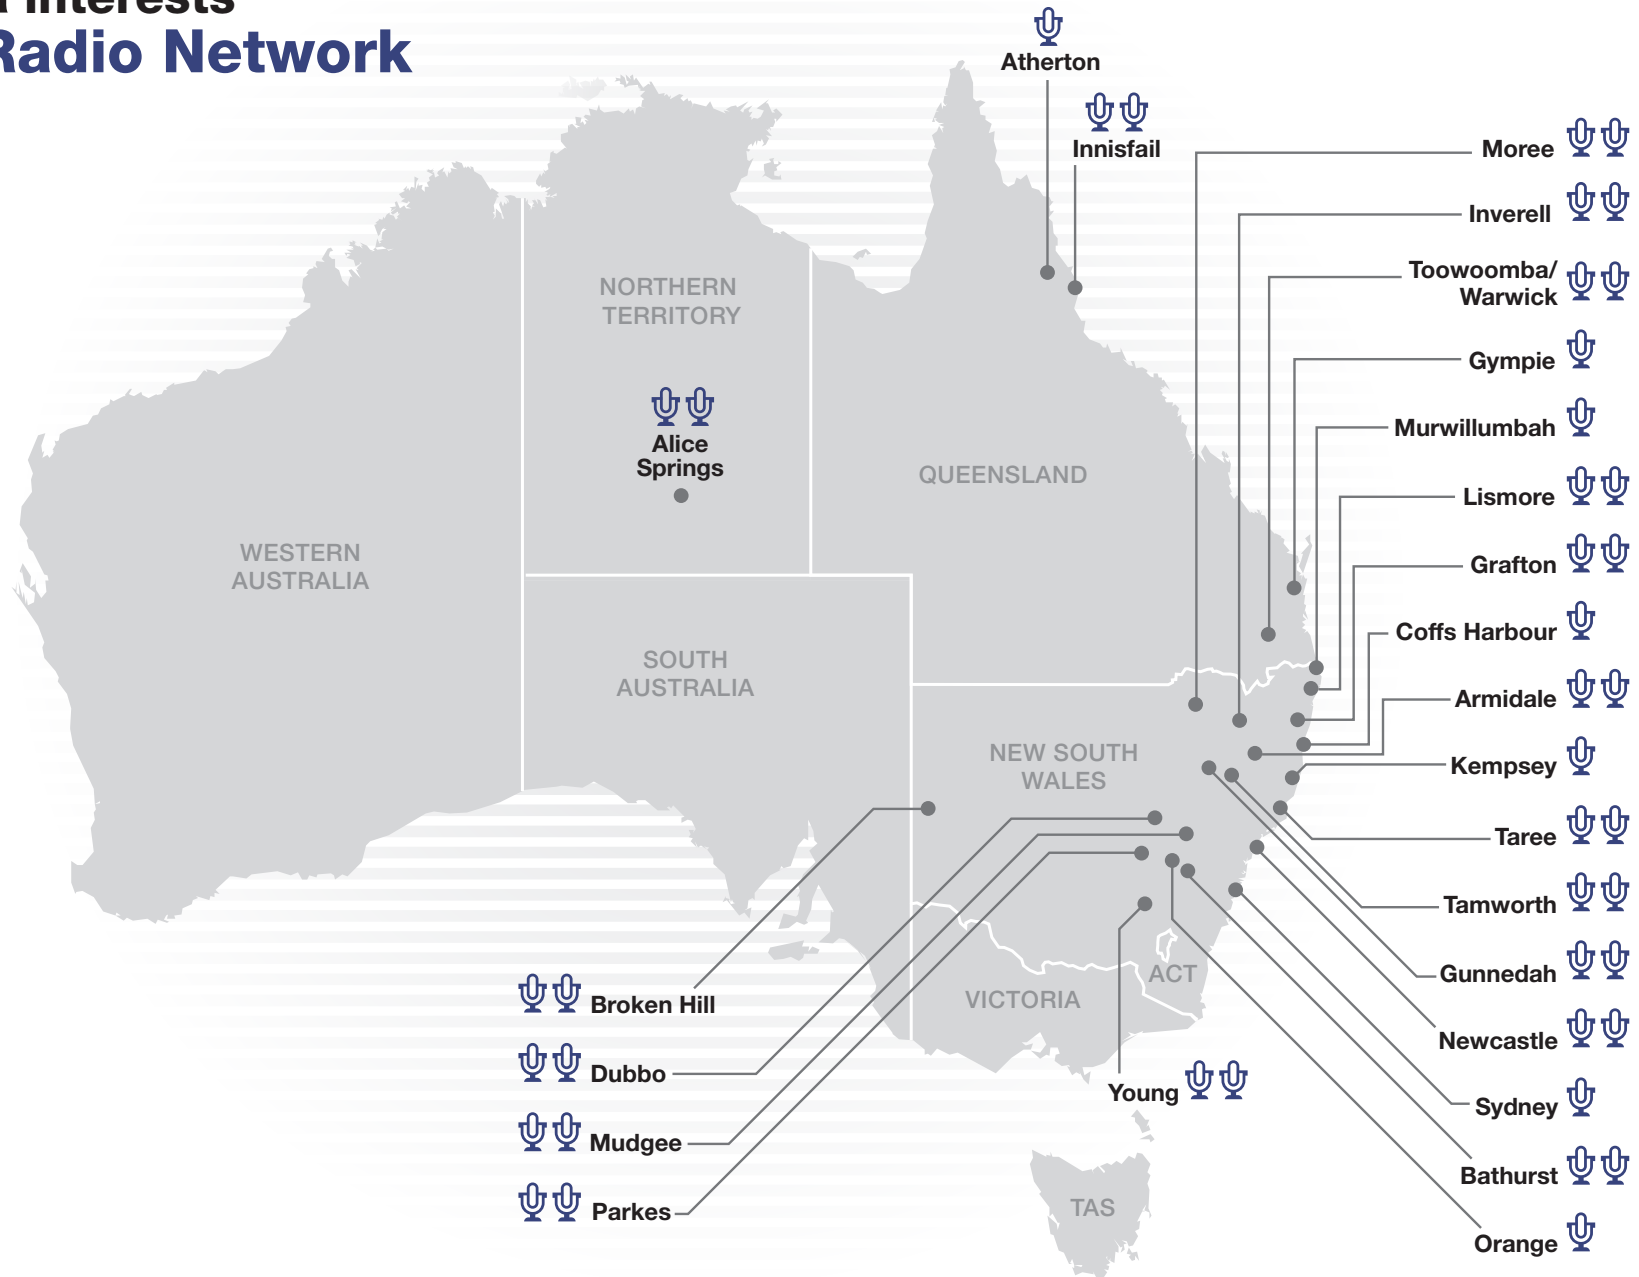 Interests
Radio Network
Atherton
Innisfail
Moree
Inverell
Toowoomba/
Warwick
Gympie
Murwillumbah
Lismore
Grafton
Coffs Harbour
Armidale
Kempsey
Taree
Tamworth
Gunnedah
Newcastle
Sydney
Bathurst
Orange
NORTHERN
TERRITORY
Alice
Springs
QUEENSLAND
WESTERN
AUSTRALIA
SOUTH
AUSTRALIA
NEW SOUTH
WALES
ACT
VICTORIA
TAS
Broken Hill
Dubbo
Mudgee
Parkes
Young